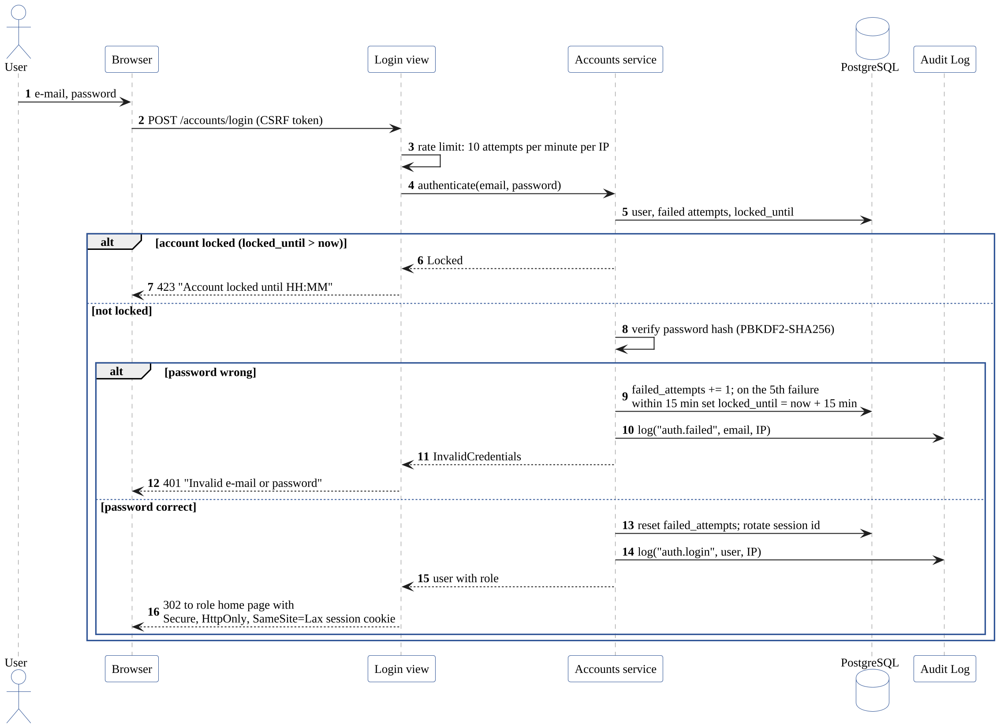 User
Browser
Login view
Accounts service
PostgreSQL
Audit Log
1 e-mail, password
2 POST /accounts/login (CSRF token)
3 rate limit: 10 attempts per minute per IP
4 authenticate(email, password)
5 user, failed attempts, locked_until
alt [account locked (locked_until > now)]
6 Locked
7 423 "Account locked until HH:MM"
[not locked]
8 verify password hash (PBKDF2-SHA256)
alt [password wrong]
9 failed_attempts += 1; on the 5th failure
within 15 min set locked_until = now + 15 min
10 log("auth.failed", email, IP)
11 InvalidCredentials
12 401 "Invalid e-mail or password"
[password correct]
13 reset failed_attempts; rotate session id
14 log("auth.login", user, IP)
15 user with role
16 302 to role home page with
Secure, HttpOnly, SameSite=Lax session cookie
User
Browser
Login view
Accounts service
PostgreSQL
Audit Log